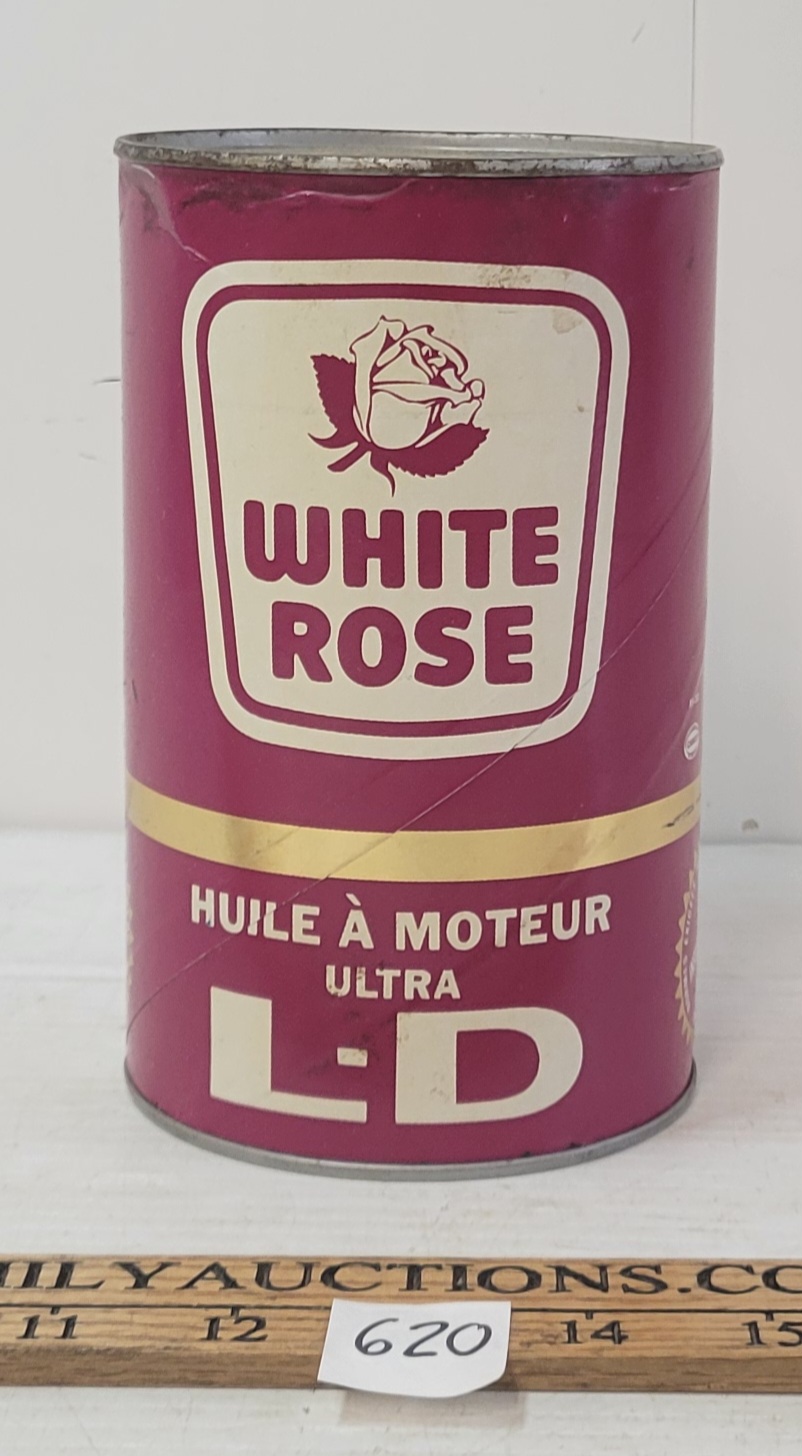 WHITE
ROSE
HUILE À MOTEUR
ULTRA
L-D
ILYAUCTIONS.CO
11 12 14 15
620